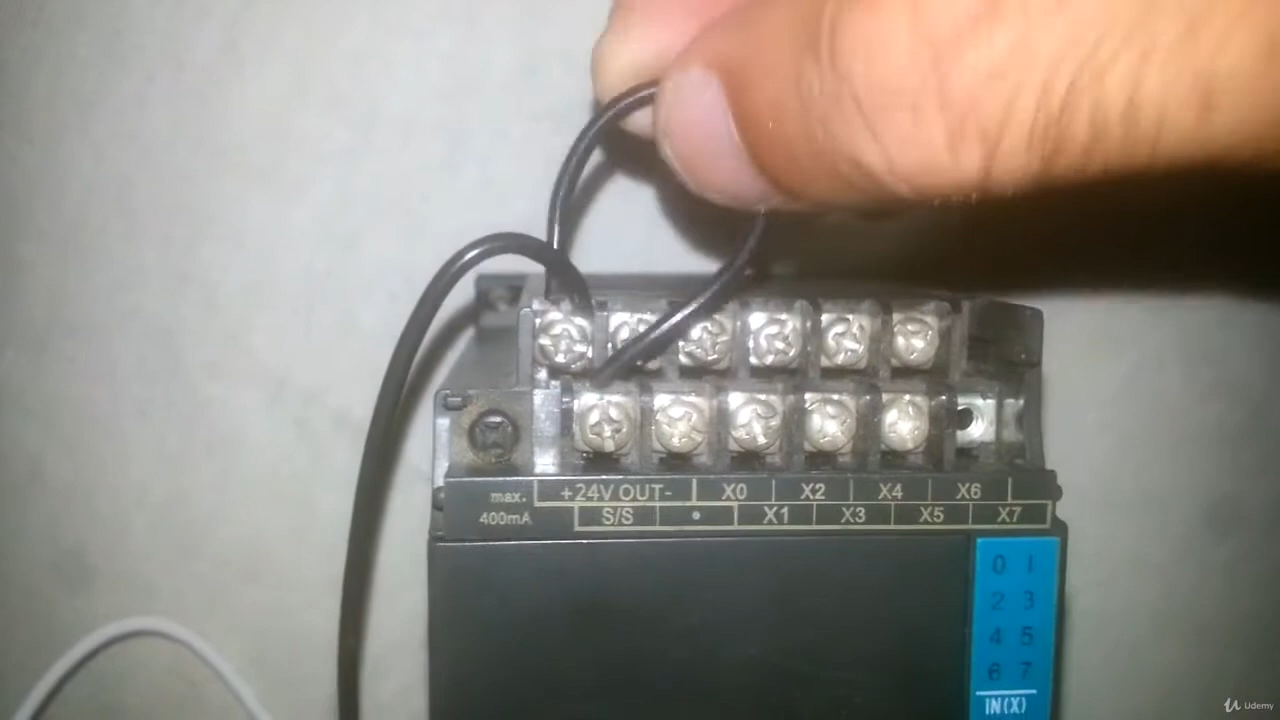 max. +24V OUT- X0 X2 X4 X6
400mA S/S • X1 X3 X5 X7
0 1
2 3
4 5
6 7
IN(X)
Udemy